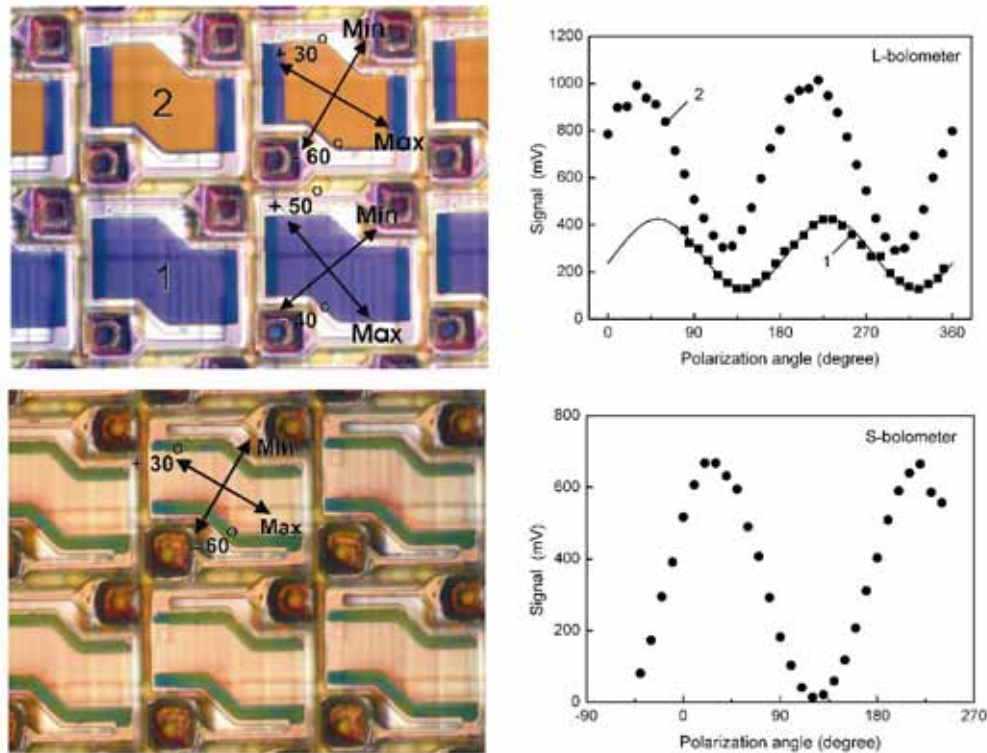 Min
+ 30 o
2
Max
- 60 o
+ 50 o
Min
1
40 o
Max
1200
1000
800
600
400
200
0
Signal (mV)
L-bolometer
2
1
0
90
180
270
360
Polarization angle (degree)
Min
+ 30 o
Max
- 60 o
800
600
400
200
0
Signal (mV)
S-bolometer
-90
0
90
180
270
Polarization angle (degree)